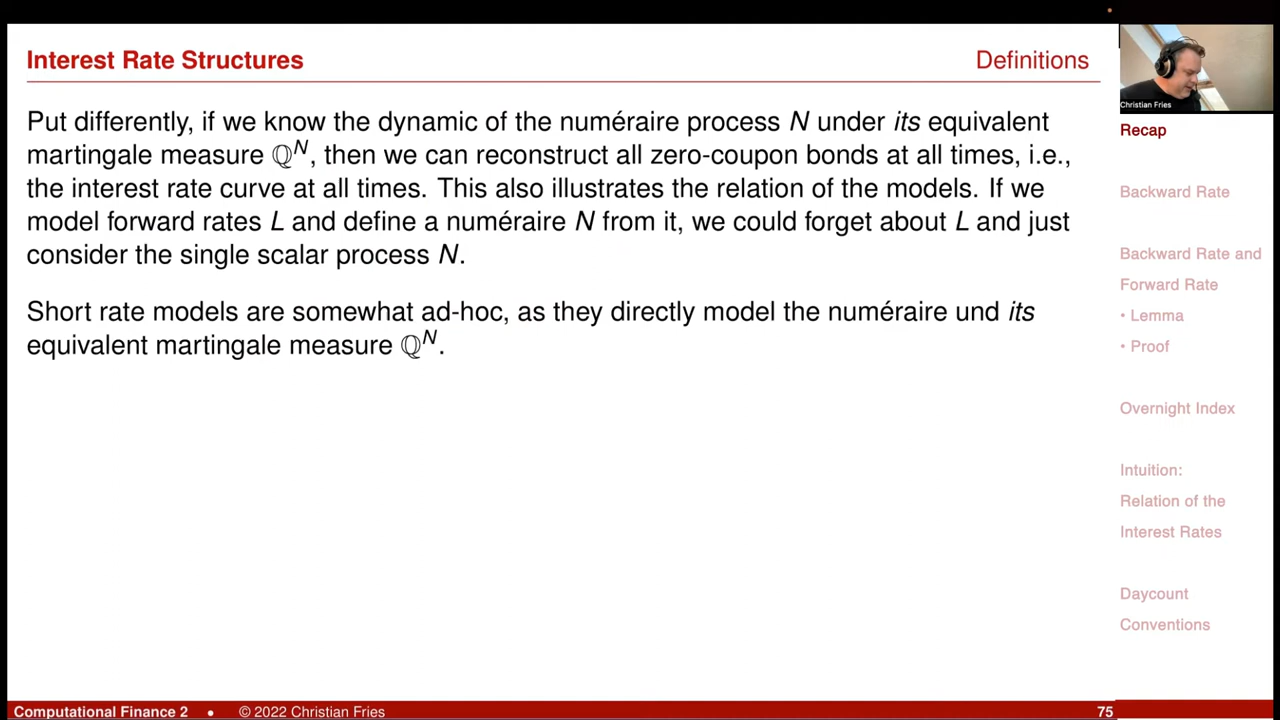 Interest Rate Structures
Definitions
Put differently, if we know the dynamic of the numéraire process N under its equivalent
martingale measure ℚᴺ, then we can reconstruct all zero-coupon bonds at all times, i.e.,
the interest rate curve at all times. This also illustrates the relation of the models. If we
model forward rates L and define a numéraire N from it, we could forget about L and just
consider the single scalar process N.
Short rate models are somewhat ad-hoc, as they directly model the numéraire und its
equivalent martingale measure ℚᴺ.
Christian Fries
Recap
Backward Rate
Backward Rate and
Forward Rate
• Lemma
• Proof
Overnight Index
Intuition:
Relation of the
Interest Rates
Daycount
Conventions
Computational Finance 2 • © 2022 Christian Fries
75